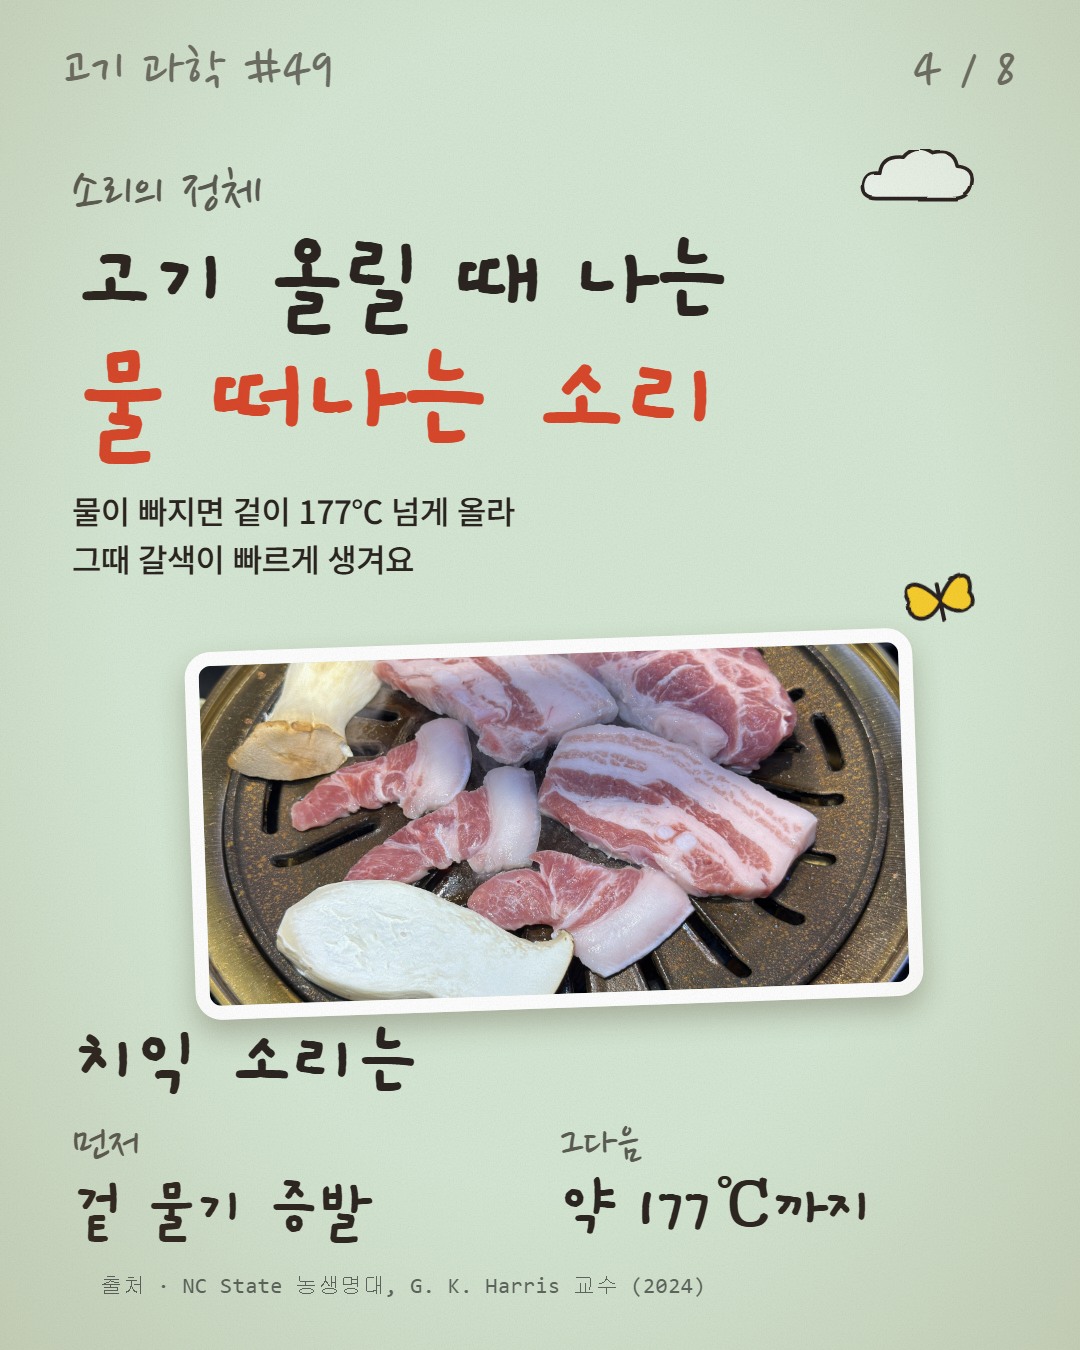 고기 과학 #49
4 / 8
소리의 정체
고기 올릴 때 나는
물 떠나는 소리
물이 빠지면 겉이 177°C 넘게 올라
그때 갈색이 빠르게 생겨요
치익 소리는
먼저
겉 물기 증발
그다음
약 177℃까지
출처 · NC State 농생명대, G. K. Harris 교수 (2024)